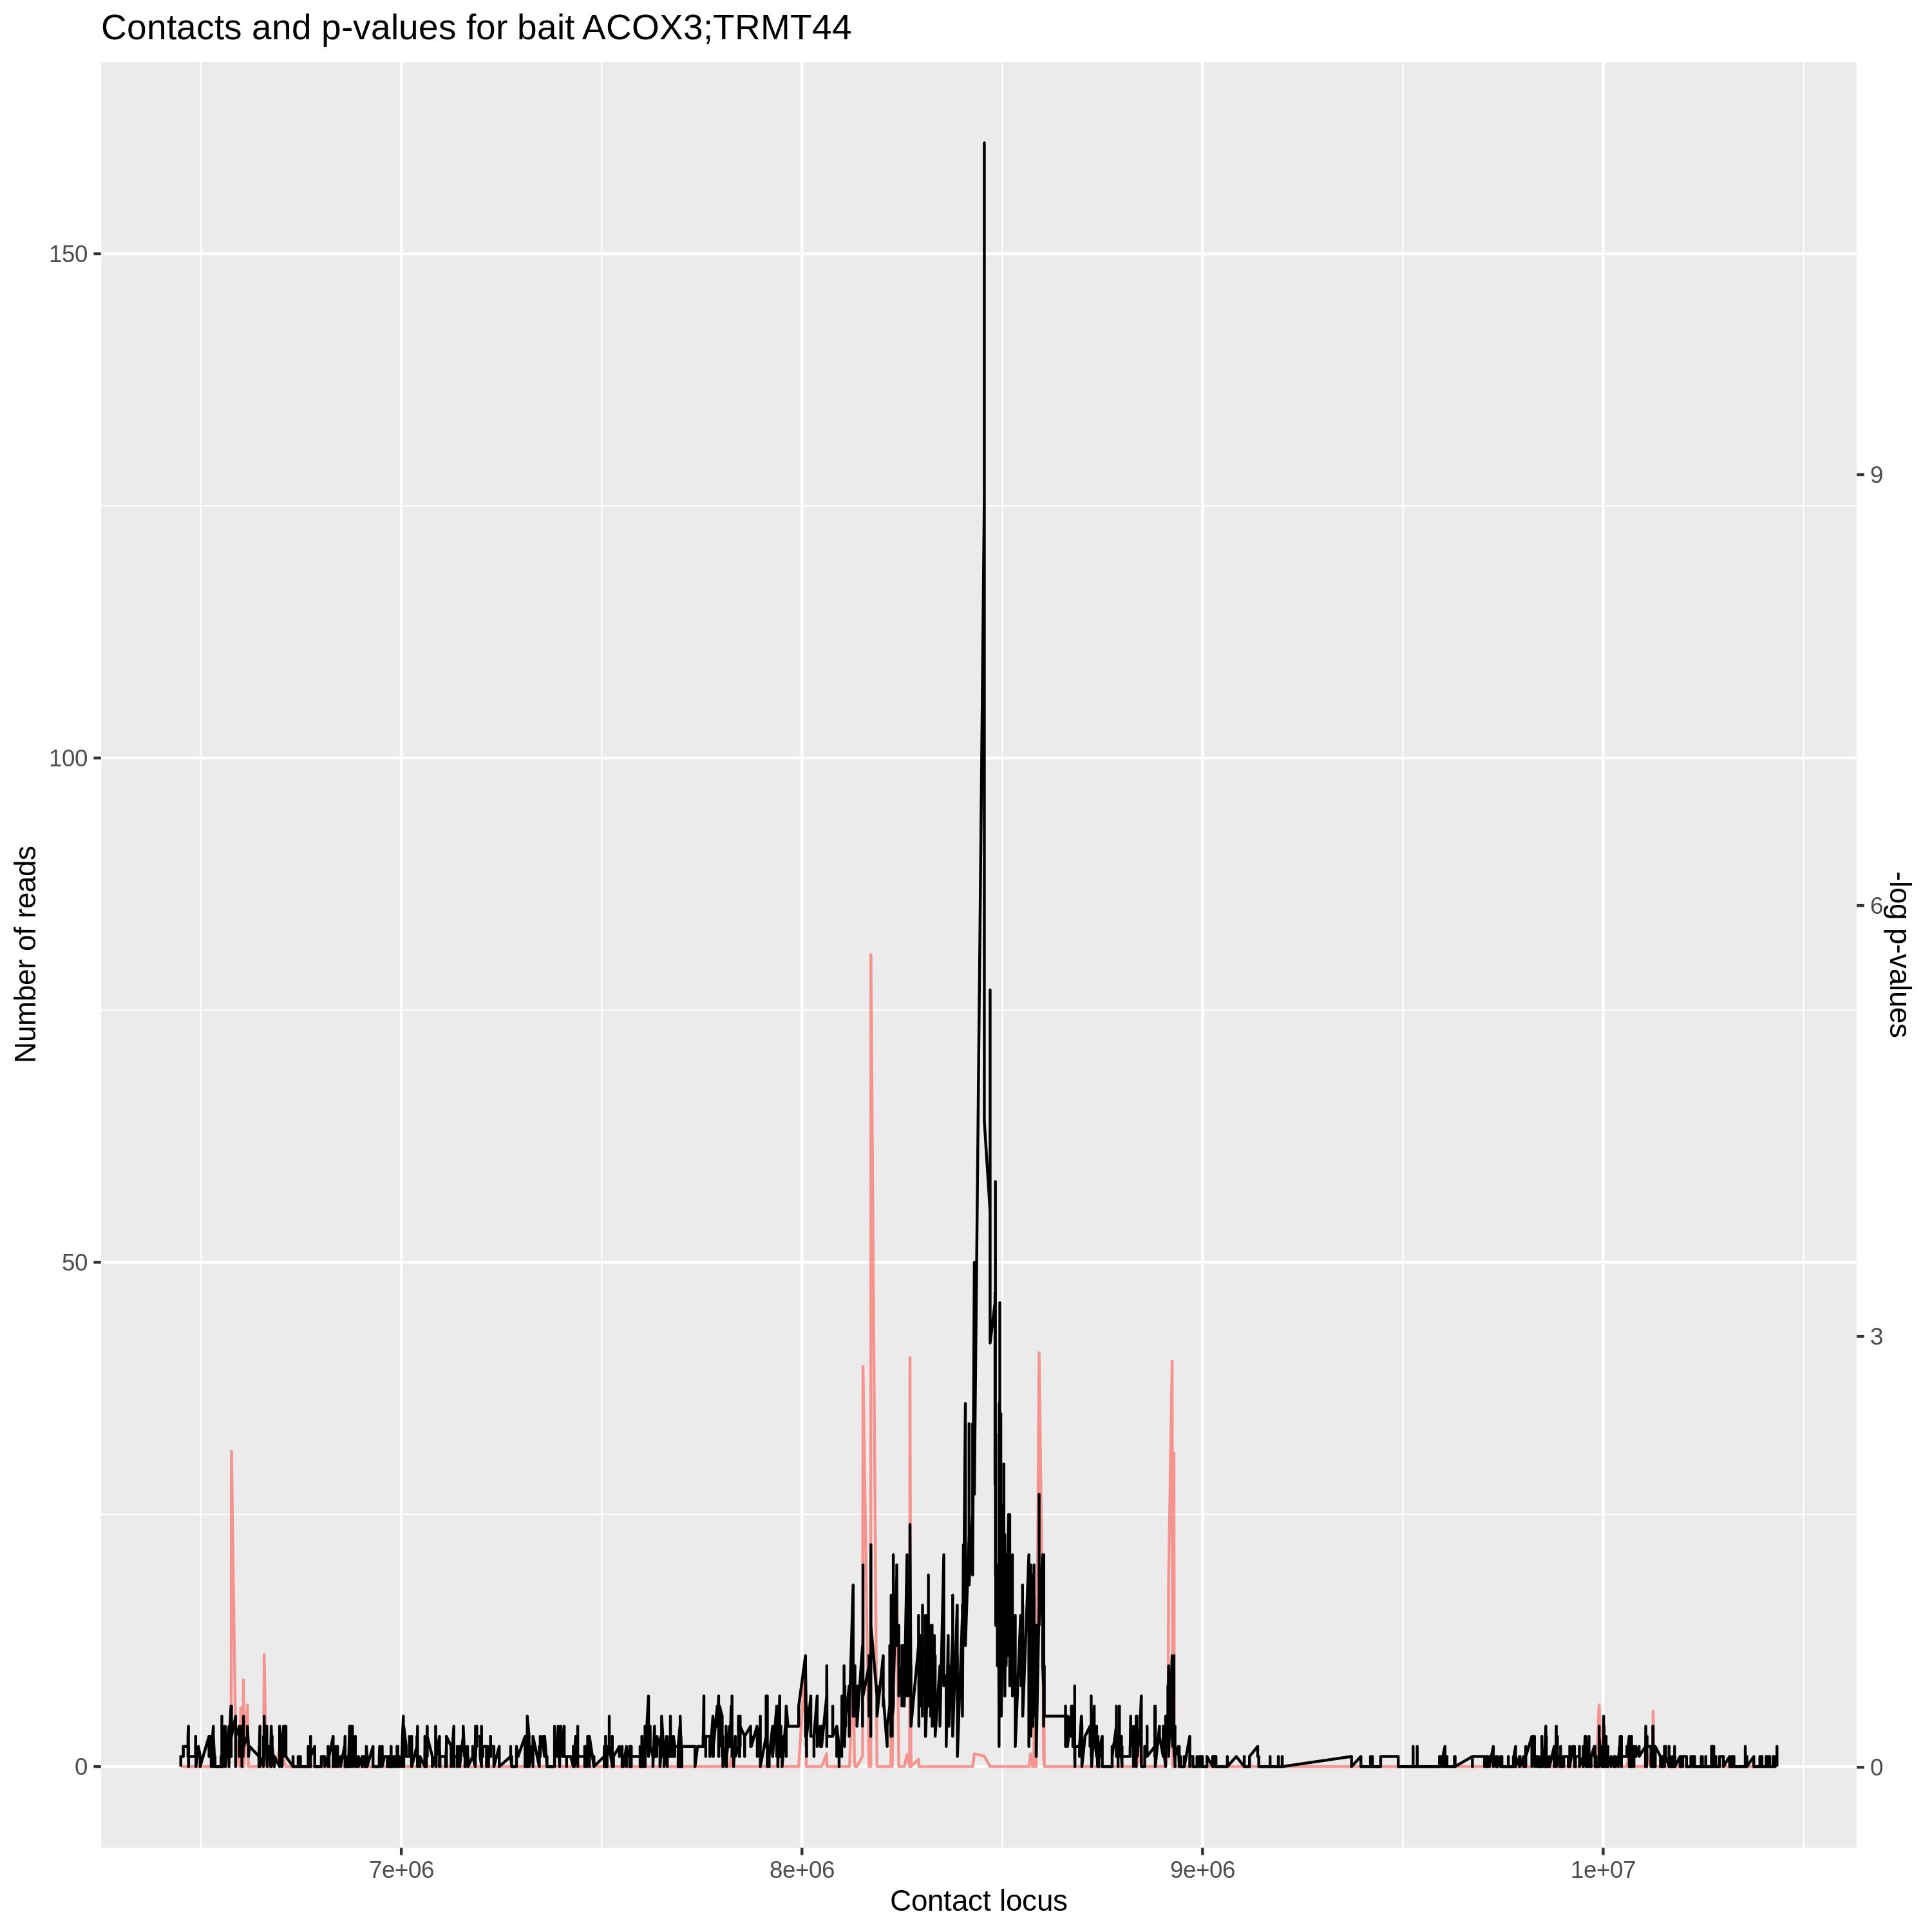 Contacts and p-values for bait ACOX3;TRMT44
150
100
50
0
Number of reads
9
6
3
0
-log p-values
7e+06
8e+06
9e+06
1e+07
Contact locus